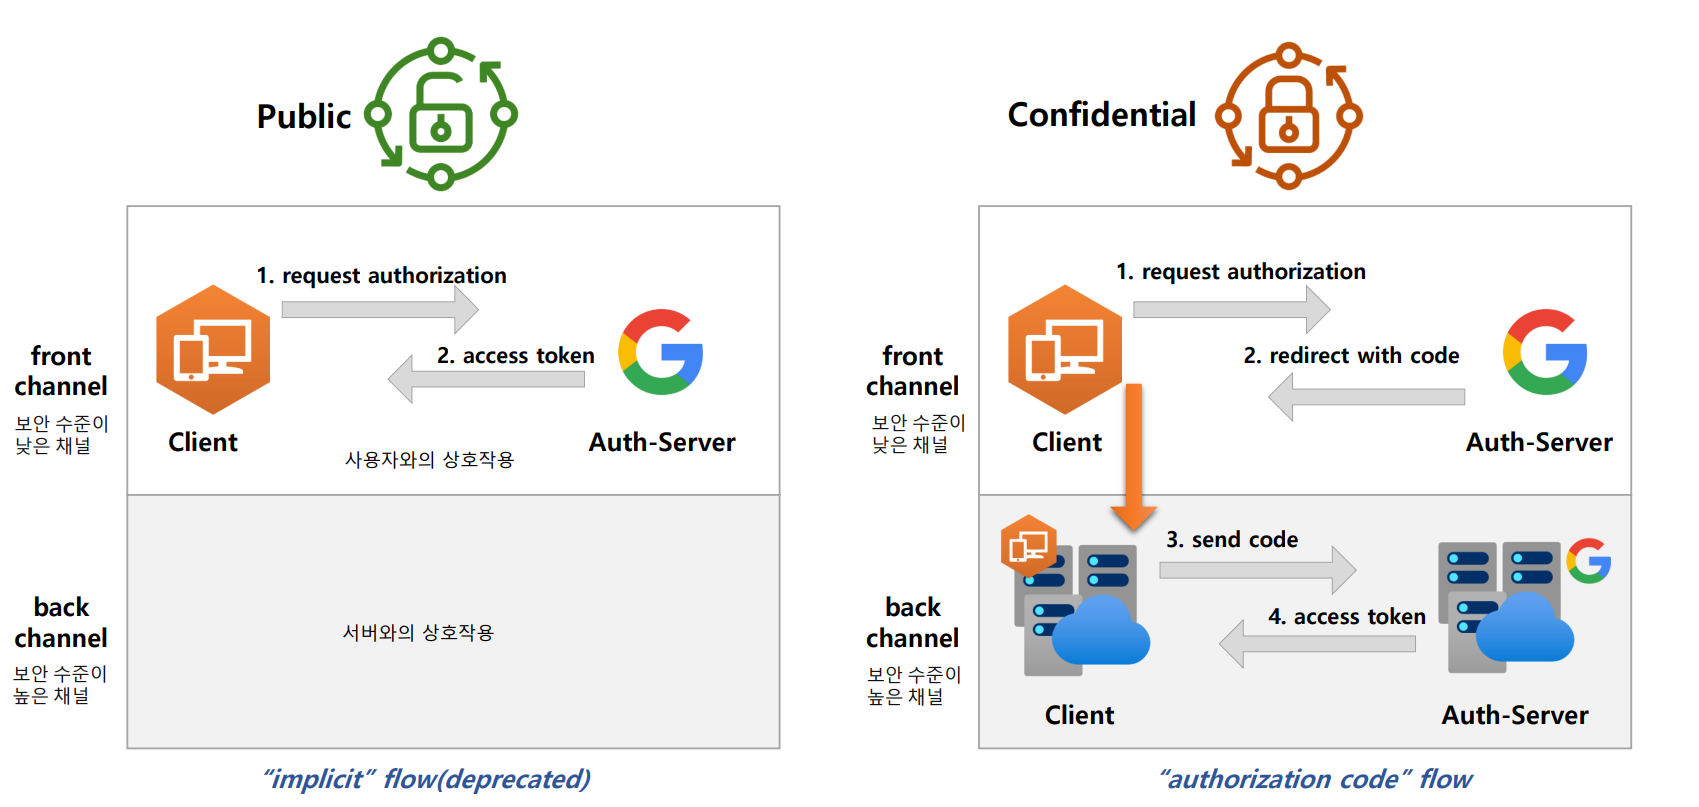 Public
1. request authorization
2. access token
front
channel
보안 수준이
낮은 채널
Client
Auth-Server
사용자와의 상호작용
back
channel
보안 수준이
높은 채널
서버와의 상호작용
“implicit” flow(deprecated)
Confidential
1. request authorization
2. redirect with code
front
channel
보안 수준이
낮은 채널
Client
Auth-Server
3. send code
4. access token
back
channel
보안 수준이
높은 채널
Client
Auth-Server
“authorization code” flow